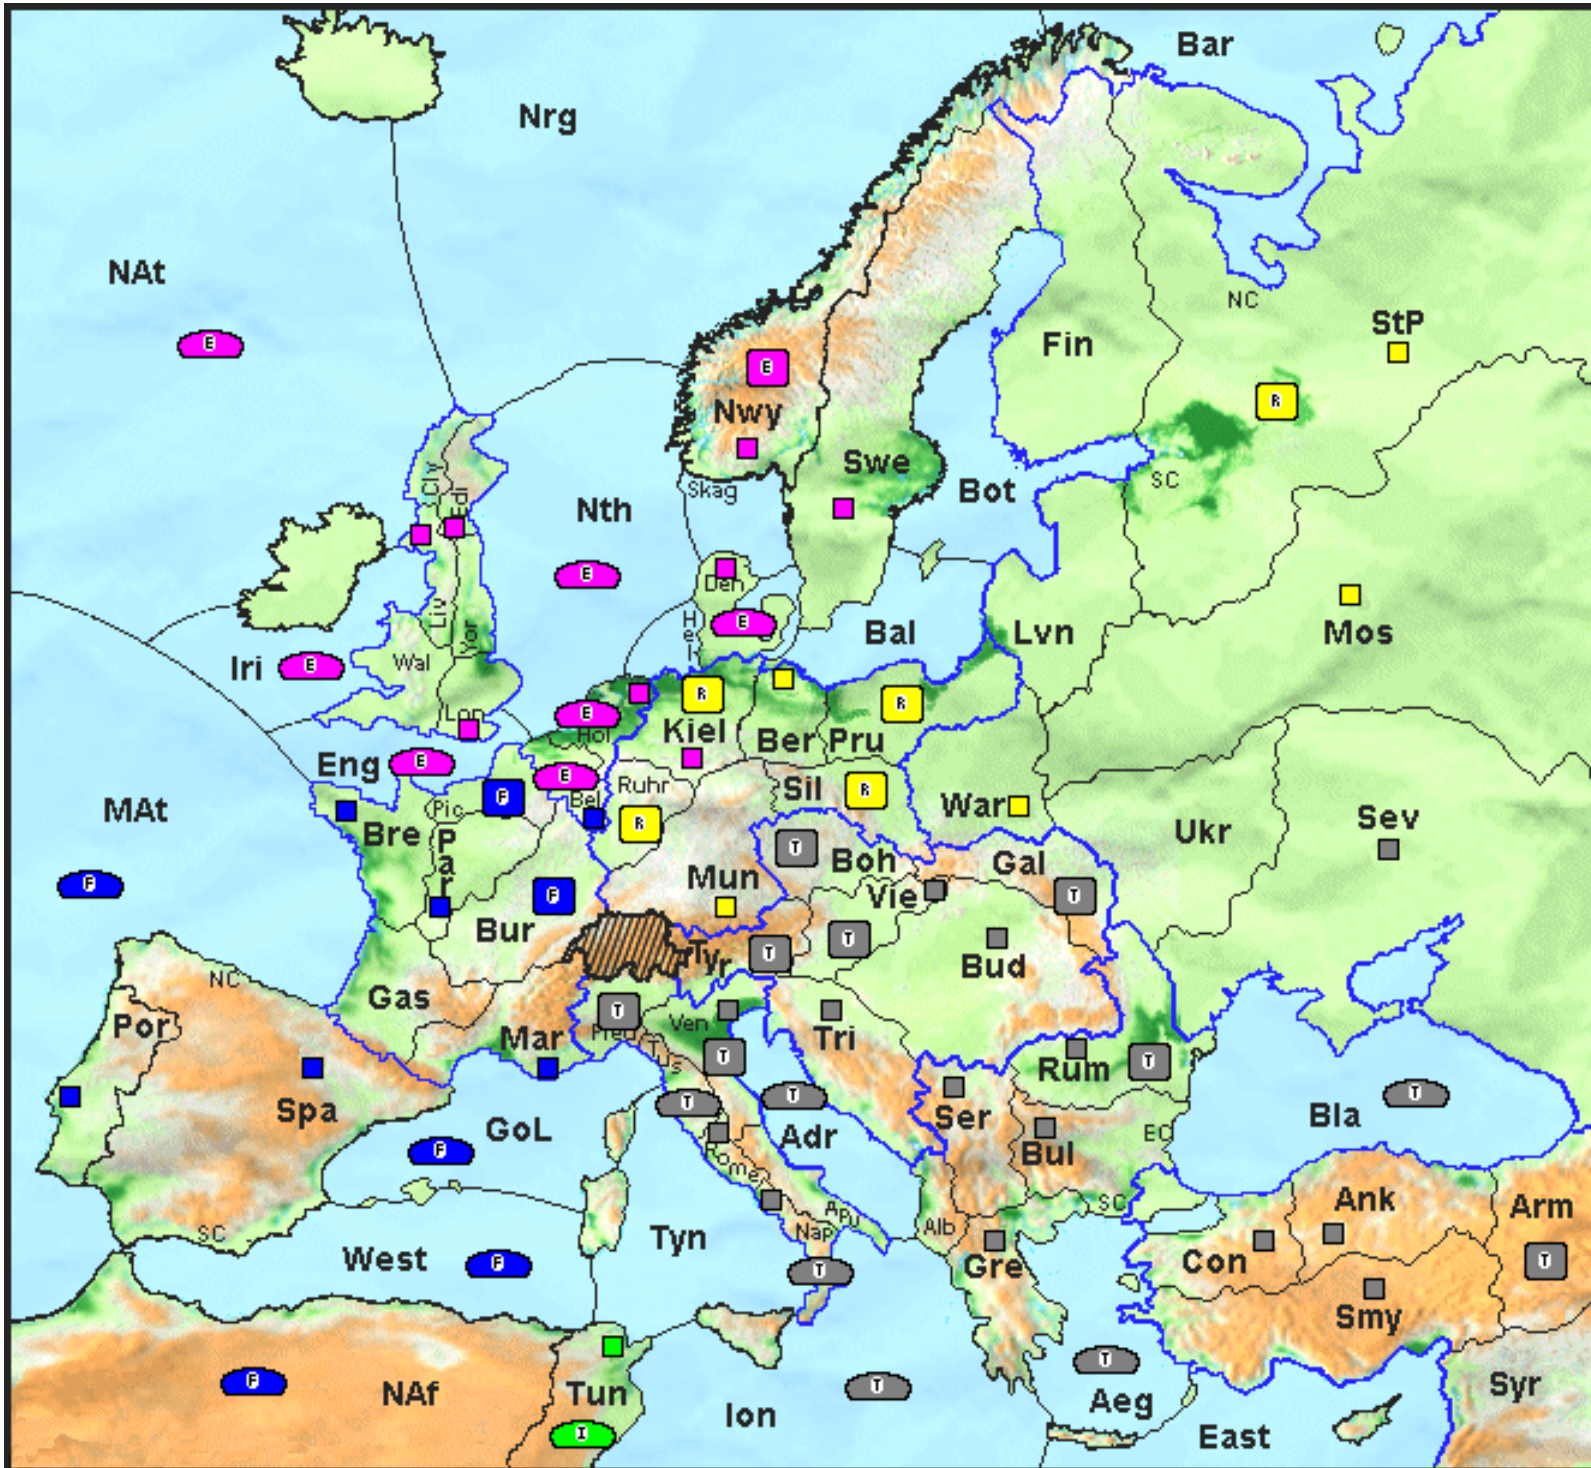 Bar
Nrg
NAt
E
NC
StP
Fin
E
R
Nwy
Swe
SC
Cly
Edi
Skag
Bot
Nth
E
Den
Hel
E
Liv
Yor
Bal
Lvn
Mos
Iri
E
Wal
R
R
Lon
E
Hol
Kiel
Ber
Pru
Eng
E
E
Ruhr
Sil
R
War
F
Bel
MAt
Pic
Bre
Par
R
Ukr
Sev
T
Boh
Gal
F
F
Mun
Vie
T
Bur
Tyr
T
T
Bud
NC
Gas
Por
T
Pied
Ven
Mar
Tus
Tri
T
Rum
T
Spa
T
T
Ser
T
Bla
GoL
Adr
Bul
EC
F
Rome
SC
Ank
Arm
SC
Tyn
Apu
Nap
Alb
West
F
T
Gre
Con
T
Smy
T
F
NAf
Tun
T
Aeg
Syr
Ion
I
East